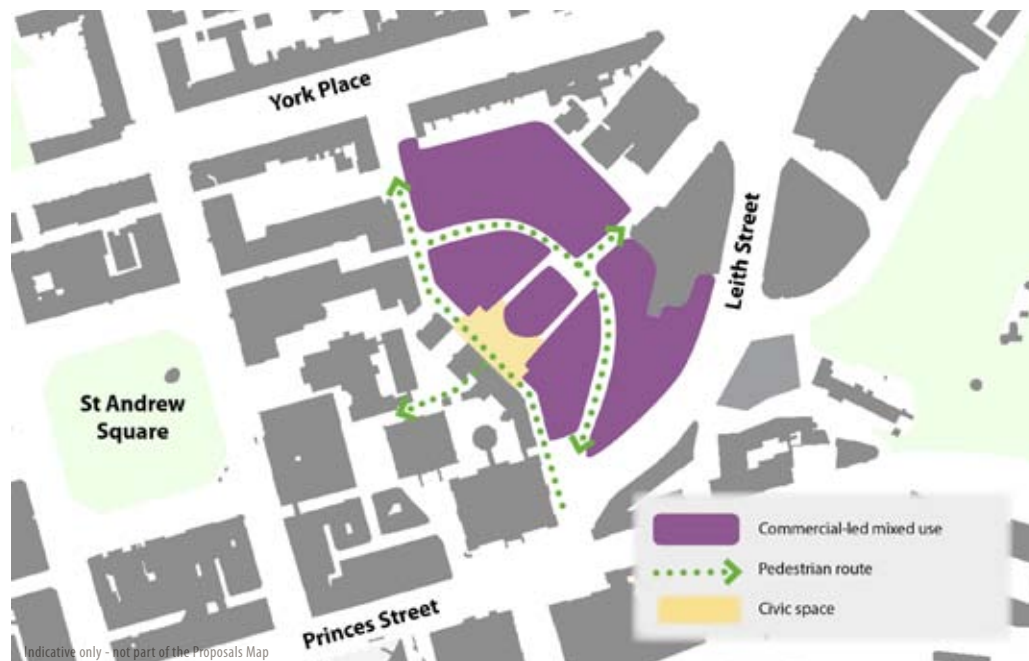 York Place
Leith Street
St Andrew
Square
Commercial-led mixed use
Pedestrian route
Civic space
Princes Street
Indicative only - not part of the Proposals Map